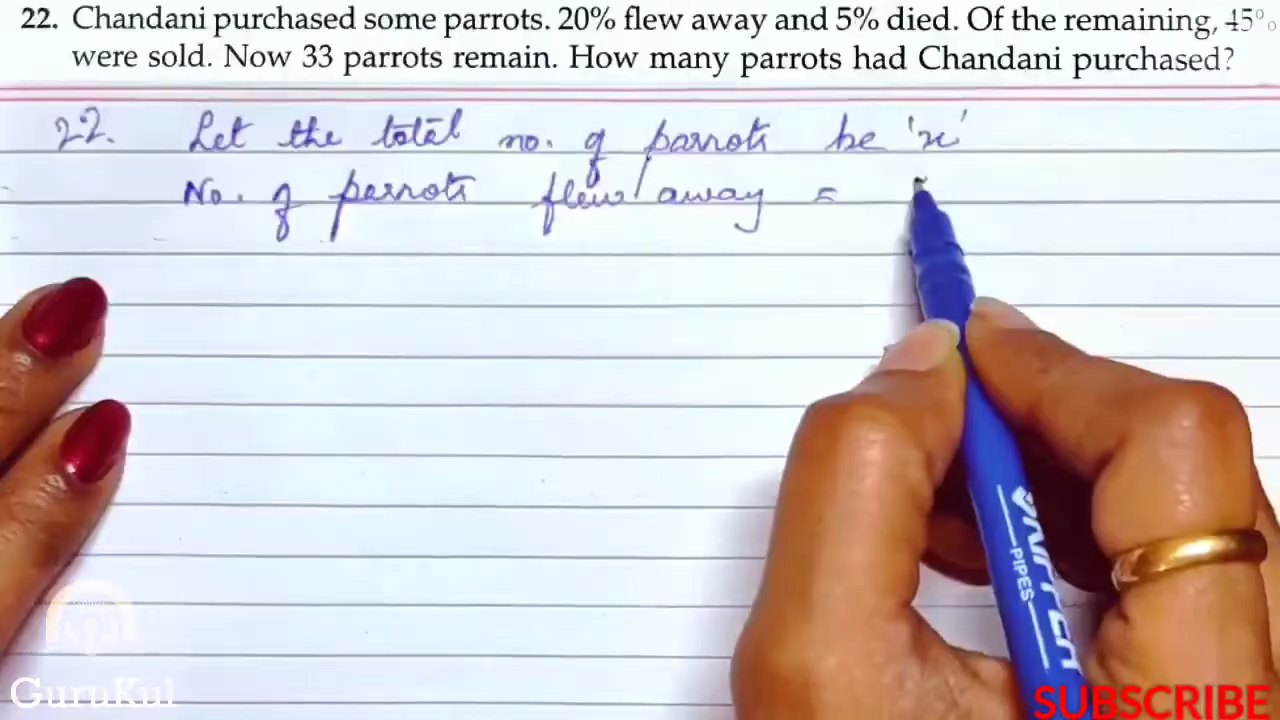 22. Chandani purchased some parrots. 20% flew away and 5% died. Of the remaining, 45%
were sold. Now 33 parrots remain. How many parrots had Chandani purchased?
22. Let the total no. of parrots be 'x'
No. of parrots flew away =
UNIFLEX
PIPES
GuruKul
SUBSCRIBE